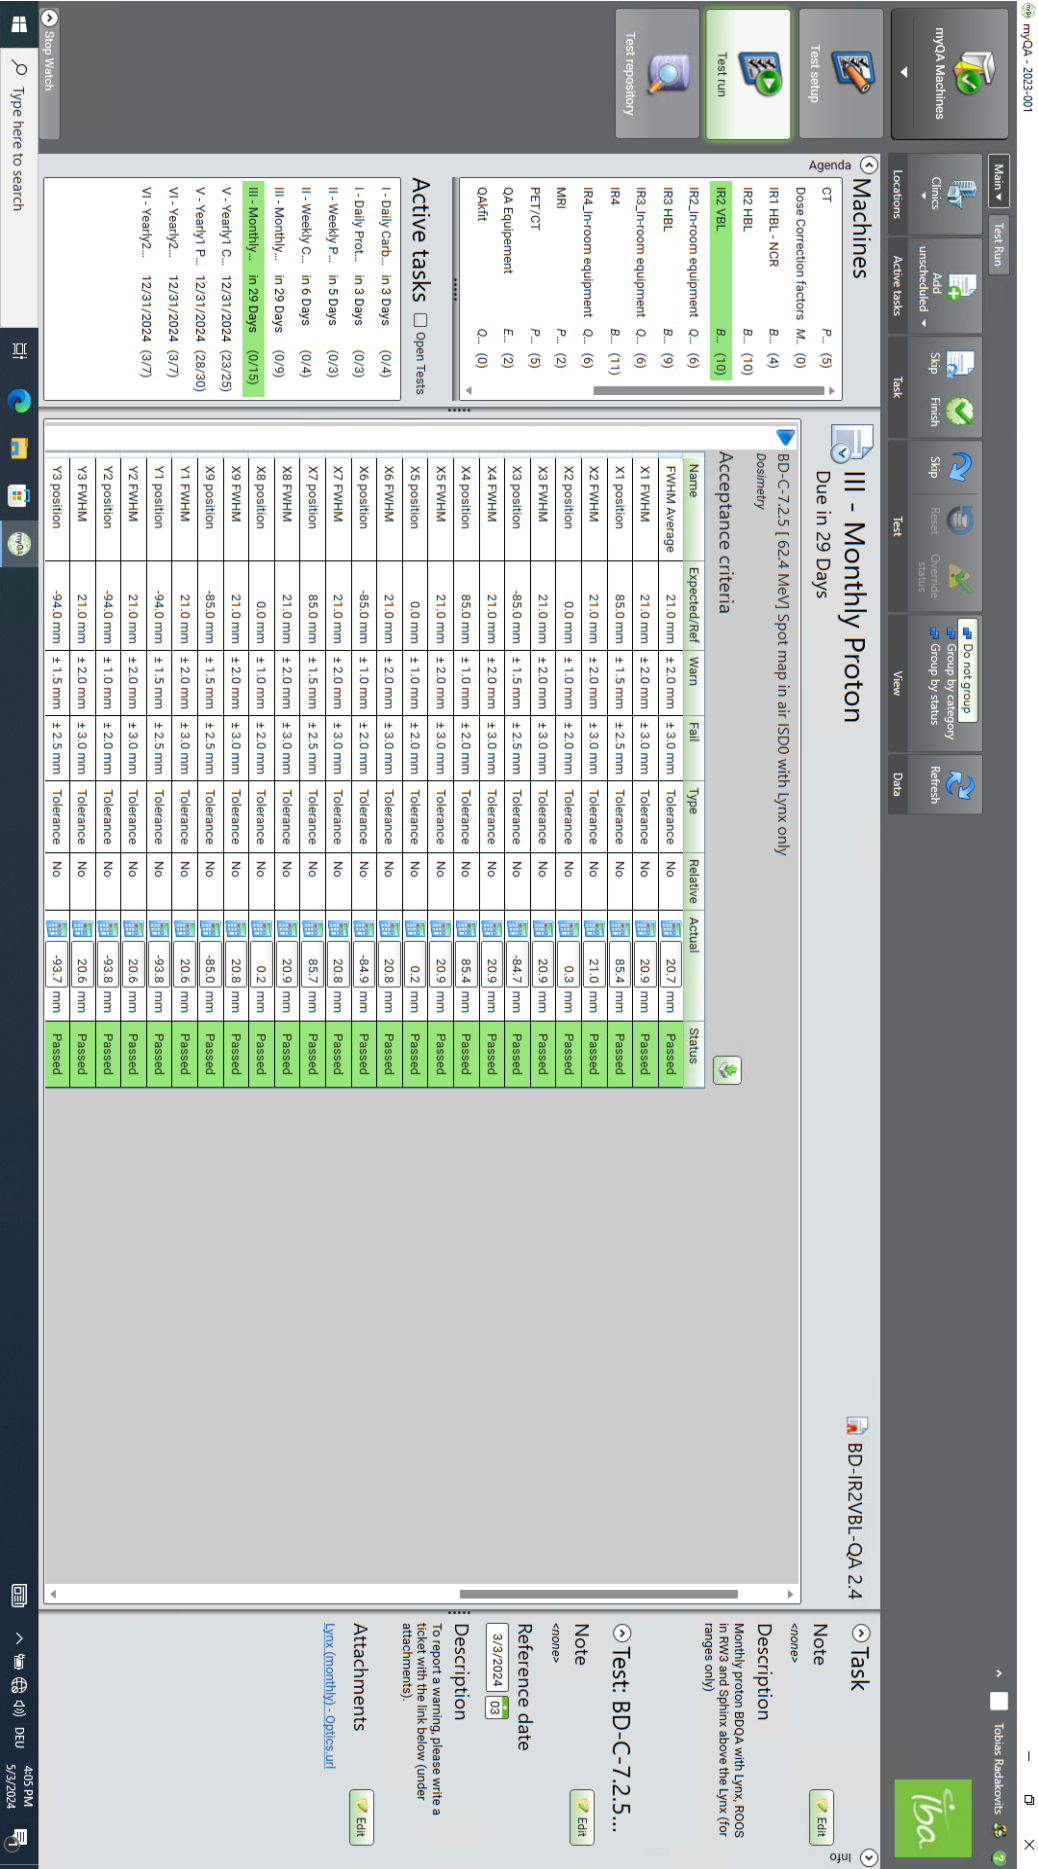 myQA - 2023-001
myQA Machines
Test setup
Test run
Test repository
Stop Watch
Main
Test Run
Clinics
Locations
Add unscheduled
Active tasks
Skip
Finish
Task
Skip
Reset
Override status
Test
Do not group
Group by category
Group by status
View
Refresh
Data
Tobias Radakovits
iba
Agenda
Machines
CT P... (5)
Dose Correction factors M... (0)
IR1 HBL - NCR B... (4)
IR2 HBL B... (10)
IR2 VBL B... (10)
IR2_In-room equipment Q... (6)
IR3 HBL B... (9)
IR3_In-room equipment Q... (6)
IR4 B... (11)
IR4_In-room equipment Q... (6)
MRI P... (2)
PET/CT P... (5)
QA Equipement E... (2)
QAkfit Q... (0)
Active tasks
Open Tests
I - Daily Carb... in 3 Days (0/4)
I - Daily Prot... in 3 Days (0/3)
II - Weekly P... in 5 Days (0/3)
II - Weekly C... in 6 Days (0/4)
III - Monthly... in 29 Days (0/9)
III - Monthly... in 29 Days (0/15)
V - Yearly1 C... 12/31/2024 (23/25)
V - Yearly1 P... 12/31/2024 (28/30)
VI - Yearly2... 12/31/2024 (3/7)
VI - Yearly2... 12/31/2024 (3/7)
III - Monthly Proton
Due in 29 Days
BD-IR2VBL-QA 2.4
BD-C-7.2.5 [ 62.4 MeV] Spot map in air ISD0 with Lynx only
Dosimetry
Acceptance criteria
Name Expected/Ref Warn Fail Type Relative Actual Status
FWHM Average 21.0 mm ± 2.0 mm ± 3.0 mm Tolerance No 20.7 mm Passed
X1 FWHM 21.0 mm ± 2.0 mm ± 3.0 mm Tolerance No 20.9 mm Passed
X1 position 85.0 mm ± 1.5 mm ± 2.5 mm Tolerance No 85.4 mm Passed
X2 FWHM 21.0 mm ± 2.0 mm ± 3.0 mm Tolerance No 21.0 mm Passed
X2 position 0.0 mm ± 1.0 mm ± 2.0 mm Tolerance No 0.3 mm Passed
X3 FWHM 21.0 mm ± 2.0 mm ± 3.0 mm Tolerance No 20.9 mm Passed
X3 position -85.0 mm ± 1.5 mm ± 2.5 mm Tolerance No -84.7 mm Passed
X4 FWHM 21.0 mm ± 2.0 mm ± 3.0 mm Tolerance No 20.9 mm Passed
X4 position 85.0 mm ± 1.0 mm ± 2.0 mm Tolerance No 85.4 mm Passed
X5 FWHM 21.0 mm ± 2.0 mm ± 3.0 mm Tolerance No 20.9 mm Passed
X5 position 0.0 mm ± 1.0 mm ± 2.0 mm Tolerance No 0.2 mm Passed
X6 FWHM 21.0 mm ± 2.0 mm ± 3.0 mm Tolerance No 20.8 mm Passed
X6 position -85.0 mm ± 1.0 mm ± 2.0 mm Tolerance No -84.9 mm Passed
X7 FWHM 21.0 mm ± 2.0 mm ± 3.0 mm Tolerance No 20.8 mm Passed
X7 position 85.0 mm ± 1.5 mm ± 2.5 mm Tolerance No 85.7 mm Passed
X8 FWHM 21.0 mm ± 2.0 mm ± 3.0 mm Tolerance No 20.9 mm Passed
X8 position 0.0 mm ± 1.0 mm ± 2.0 mm Tolerance No 0.2 mm Passed
X9 FWHM 21.0 mm ± 2.0 mm ± 3.0 mm Tolerance No 20.8 mm Passed
X9 position -85.0 mm ± 1.5 mm ± 2.5 mm Tolerance No -85.0 mm Passed
Y1 FWHM 21.0 mm ± 2.0 mm ± 3.0 mm Tolerance No 20.6 mm Passed
Y1 position -94.0 mm ± 1.5 mm ± 2.5 mm Tolerance No -93.8 mm Passed
Y2 FWHM 21.0 mm ± 2.0 mm ± 3.0 mm Tolerance No 20.6 mm Passed
Y2 position -94.0 mm ± 1.0 mm ± 2.0 mm Tolerance No -93.8 mm Passed
Y3 FWHM 21.0 mm ± 2.0 mm ± 3.0 mm Tolerance No 20.6 mm Passed
Y3 position -94.0 mm ± 1.5 mm ± 2.5 mm Tolerance No -93.7 mm Passed
Info
Task
Note
Edit
<none>
Description
Monthly proton BDQA with Lynx, ROOS
in RW3 and Sphinx above the Lynx (for
ranges only)
Test: BD-C-7.2.5...
Note
Edit
<none>
Reference date
3/3/2024 03
Description
To report a warning, please write a
ticket with the link below (under
attachments).
Attachments
Edit
Lynx (monthly) - Optics.url
Type here to search
DEU
4:05 PM
5/3/2024
1